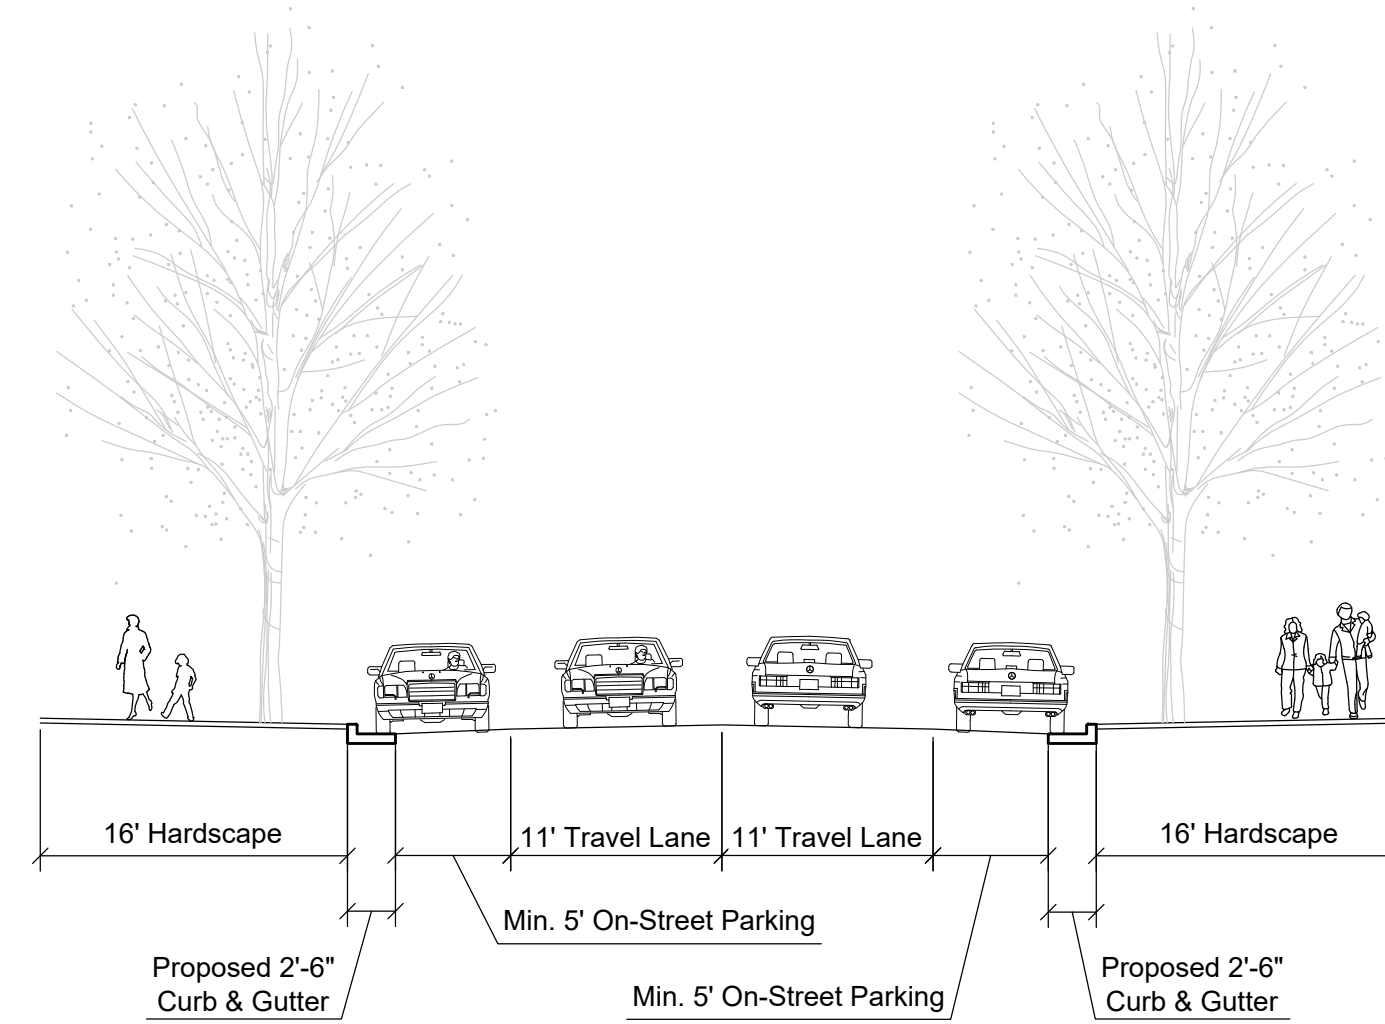 16' Hardscape
11' Travel Lane
11' Travel Lane
16' Hardscape
Min. 5' On-Street Parking
Proposed 2'-6"
Curb & Gutter
Min. 5' On-Street Parking
Proposed 2'-6"
Curb & Gutter